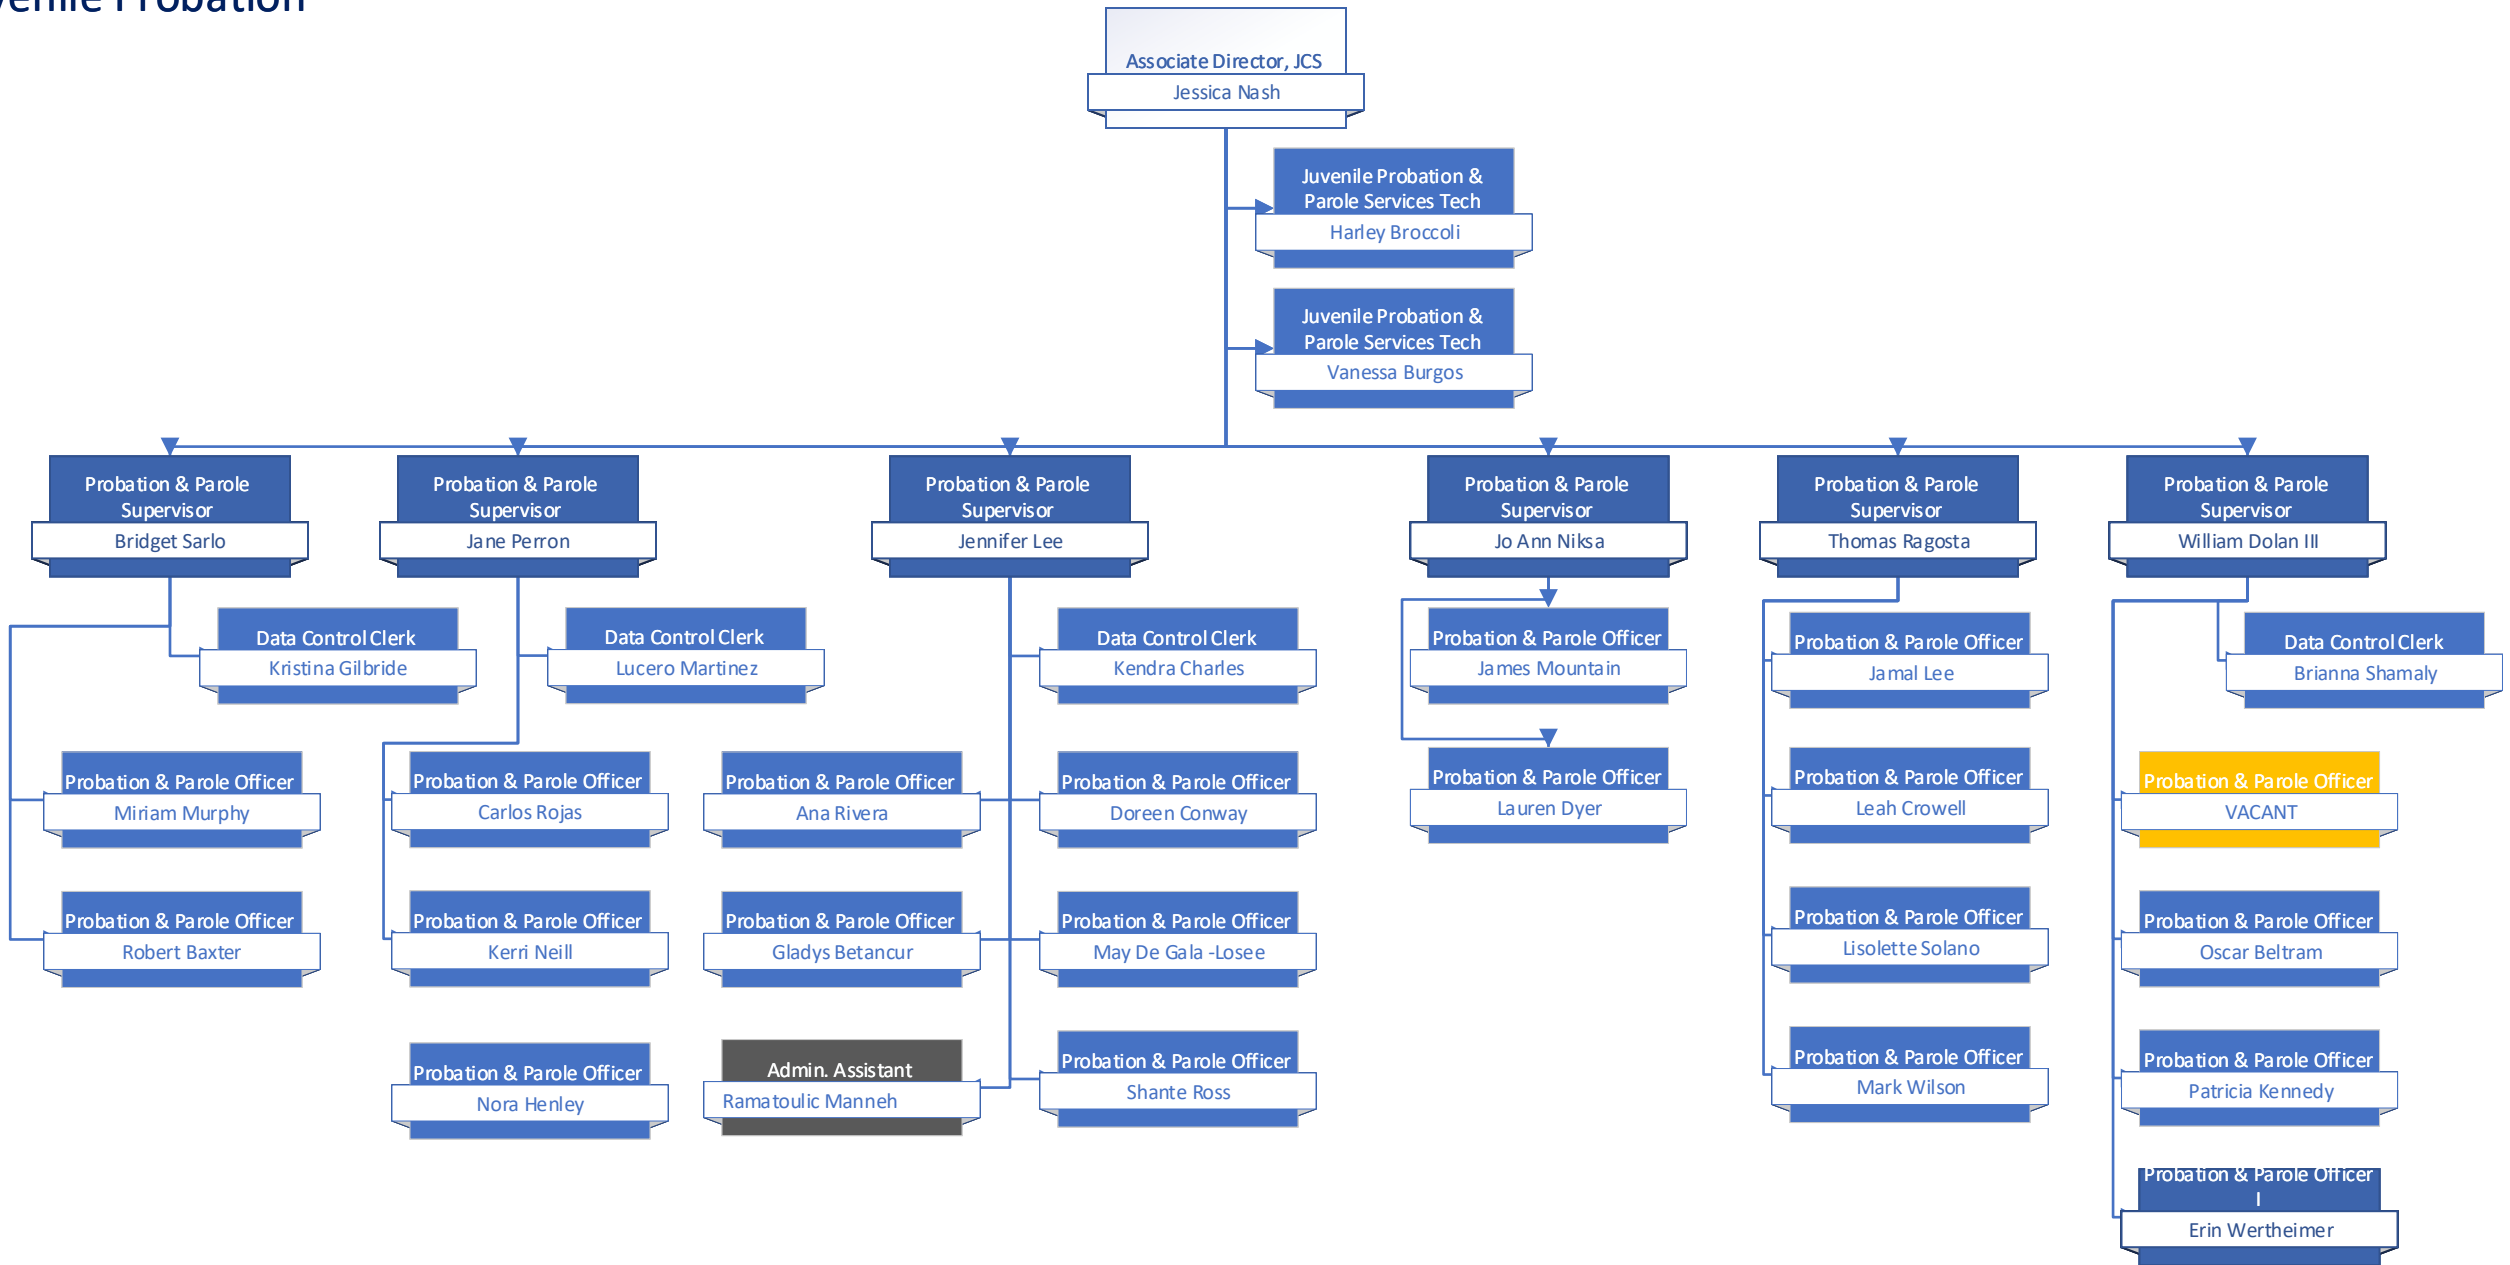 Probation
Associate Director, JCS
Jessica Nash
Juvenile Probation &
Parole Services Tech
Harley Broccoli
Juvenile Probation &
Parole Services Tech
Vanessa Burgos
Probation & Parole
Supervisor
Bridget Sarlo
Probation & Parole
Supervisor
Jane Perron
Probation & Parole
Supervisor
Jennifer Lee
Probation & Parole
Supervisor
Jo Ann Niksa
Probation & Parole
Supervisor
Thomas Ragosta
Probation & Parole
Supervisor
William Dolan III
Data Control Clerk
Kristina Gilbride
Data Control Clerk
Lucero Martinez
Data Control Clerk
Kendra Charles
Probation & Parole Officer
James Mountain
Probation & Parole Officer
Jamal Lee
Data Control Clerk
Brianna Shamaly
Probation & Parole Officer
Miriam Murphy
Probation & Parole Officer
Carlos Rojas
Probation & Parole Officer
Ana Rivera
Probation & Parole Officer
Doreen Conway
Probation & Parole Officer
Lauren Dyer
Probation & Parole Officer
Leah Crowell
Probation & Parole Officer
VACANT
Probation & Parole Officer
Robert Baxter
Probation & Parole Officer
Kerri Neill
Probation & Parole Officer
Gladys Betancur
Probation & Parole Officer
May De Gala -Losee
Probation & Parole Officer
Lisolette Solano
Probation & Parole Officer
Oscar Beltram
Probation & Parole Officer
Nora Henley
Admin. Assistant
Ramatoulic Manneh
Probation & Parole Officer
Shante Ross
Probation & Parole Officer
Mark Wilson
Probation & Parole Officer
Patricia Kennedy
Probation & Parole Officer
I
Erin Wertheimer